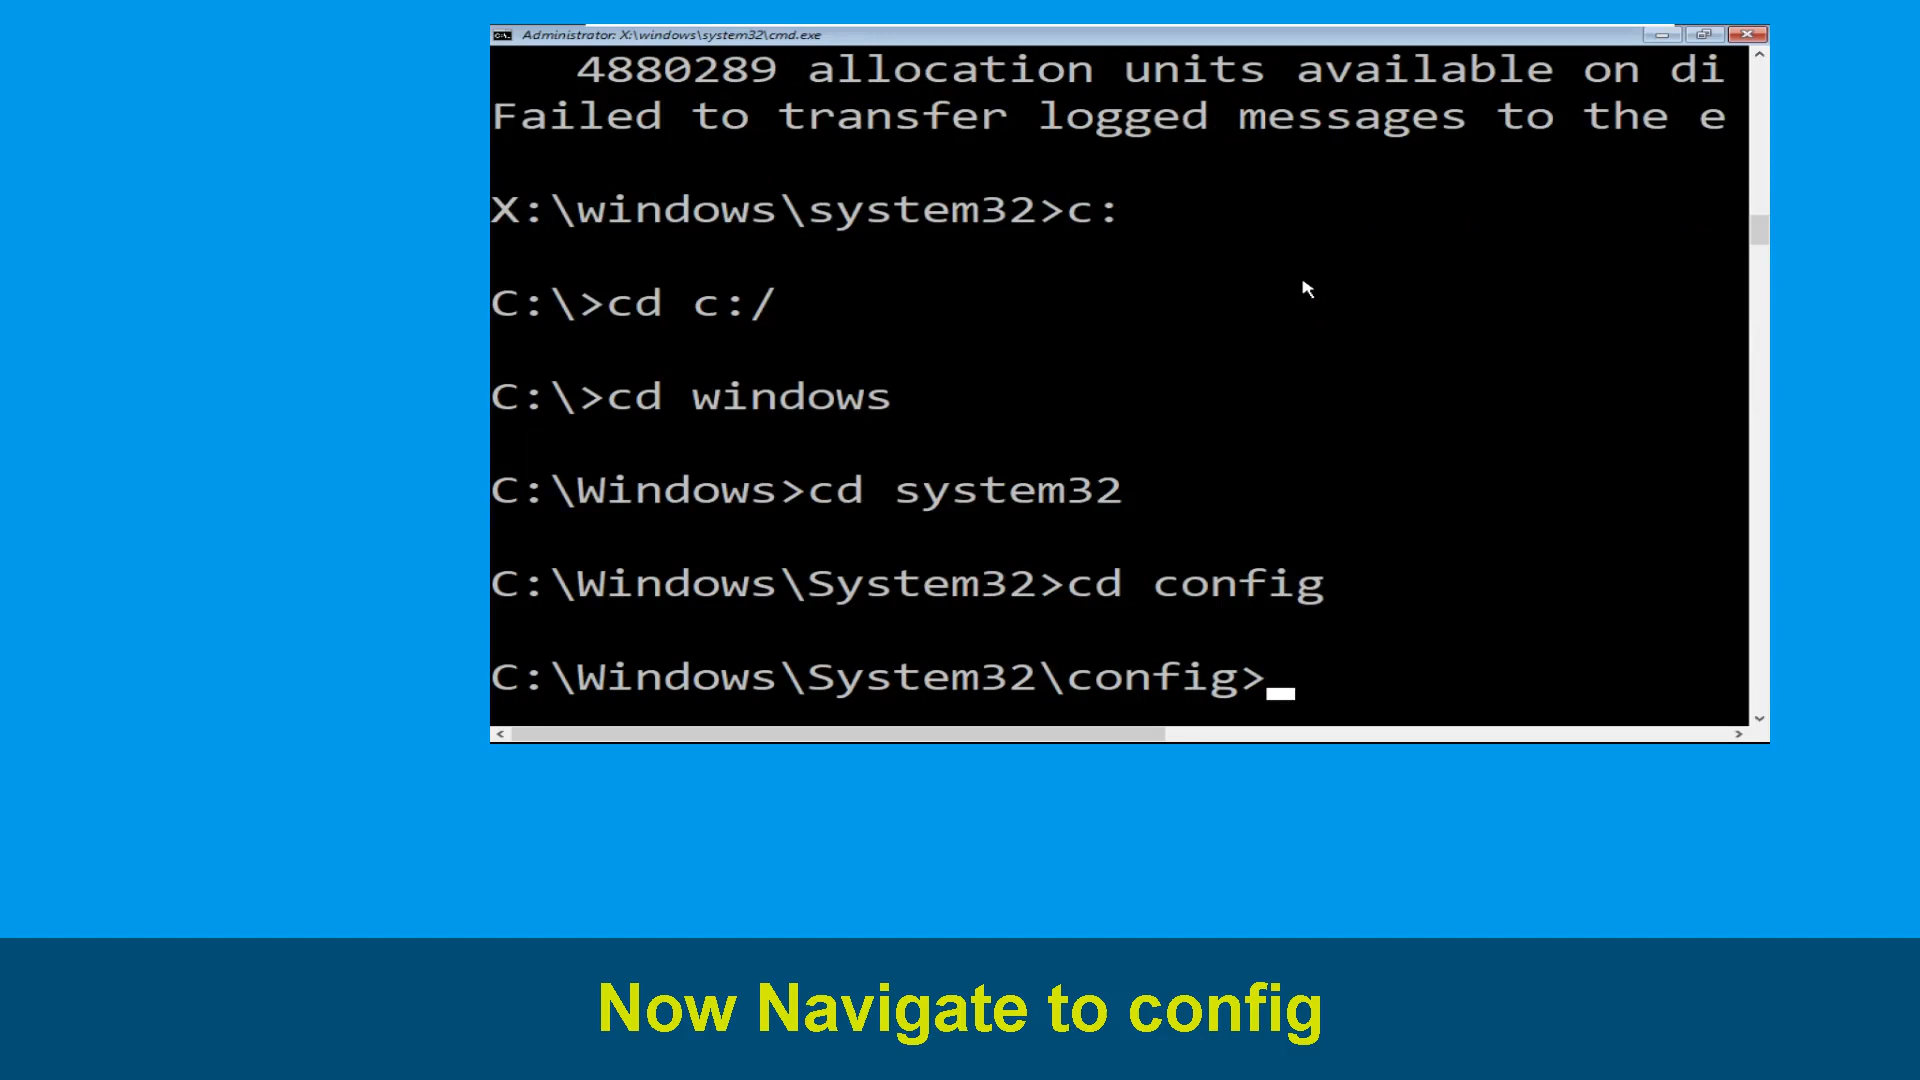 Administrator: X:\windows\system32\cmd.exe
4880289 allocation units available on di
Failed to transfer logged messages to the e
X:\windows\system32>c:
C:\>cd c:/
C:\>cd windows
C:\Windows>cd system32
C:\Windows\System32>cd config
C:\Windows\System32\config>
Now Navigate to config